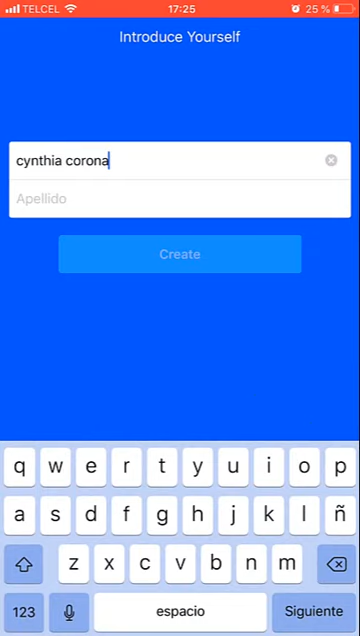 TELCEL 17:25 25 %
Introduce Yourself
cynthia corona
Apellido
Create
q w e r t y u i o p
a s d f g h j k l ñ
z x c v b n m
123 espacio Siguiente